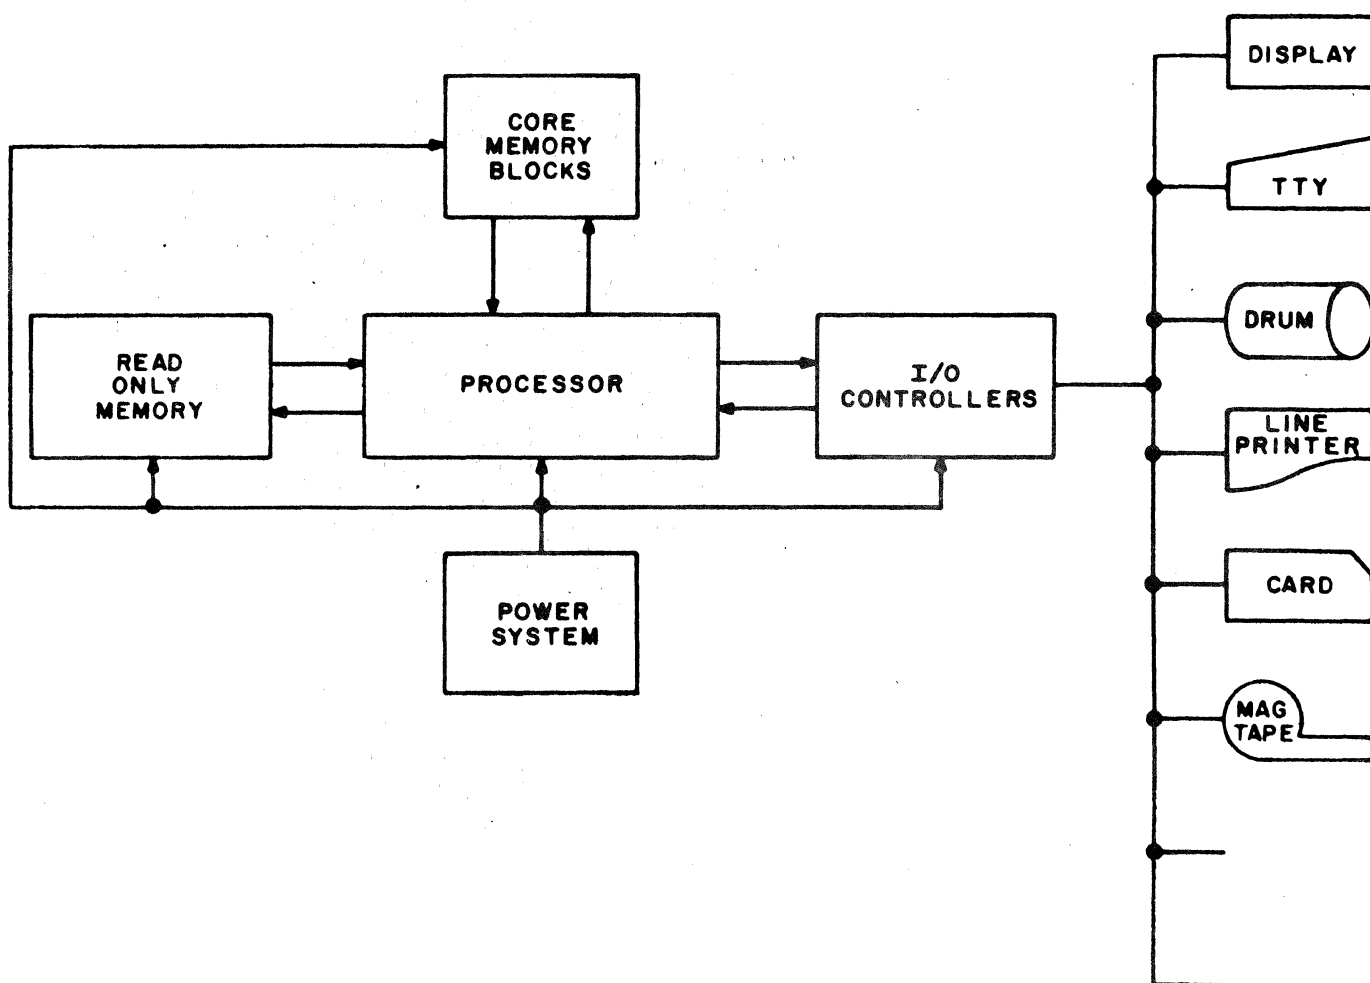 CORE
MEMORY
BLOCKS
READ
ONLY
MEMORY
PROCESSOR
I/O
CONTROLLERS
POWER
SYSTEM
DISPLAY
TTY
DRUM
LINE
PRINTER
CARD
MAG
TAPE